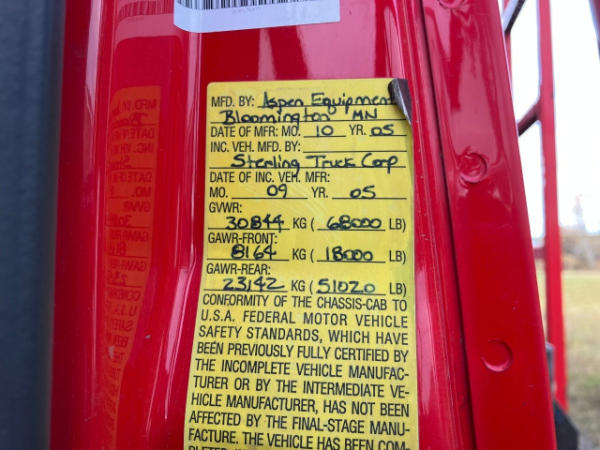 MFD. BY: Aspen Equipment
Bloomington MN
DATE OF MFR: MO. 10 YR. 05
INC. VEH. MFD. BY:
Sterling Truck Corp
DATE OF INC. VEH. MFR:
MO. 09 YR. 05
GVWR:
30844 KG ( 68000 LB)
GAWR-FRONT:
8164 KG ( 18000 LB)
GAWR-REAR:
23142 KG ( 51020 LB)
CONFORMITY OF THE CHASSIS-CAB TO
U.S.A. FEDERAL MOTOR VEHICLE
SAFETY STANDARDS, WHICH HAVE
BEEN PREVIOUSLY FULLY CERTIFIED BY
THE INCOMPLETE VEHICLE MANUFAC-
TURER OR BY THE INTERMEDIATE VE-
HICLE MANUFACTURER, HAS NOT BEEN
AFFECTED BY THE FINAL-STAGE MANU-
FACTURE. THE VEHICLE HAS BEEN COM-